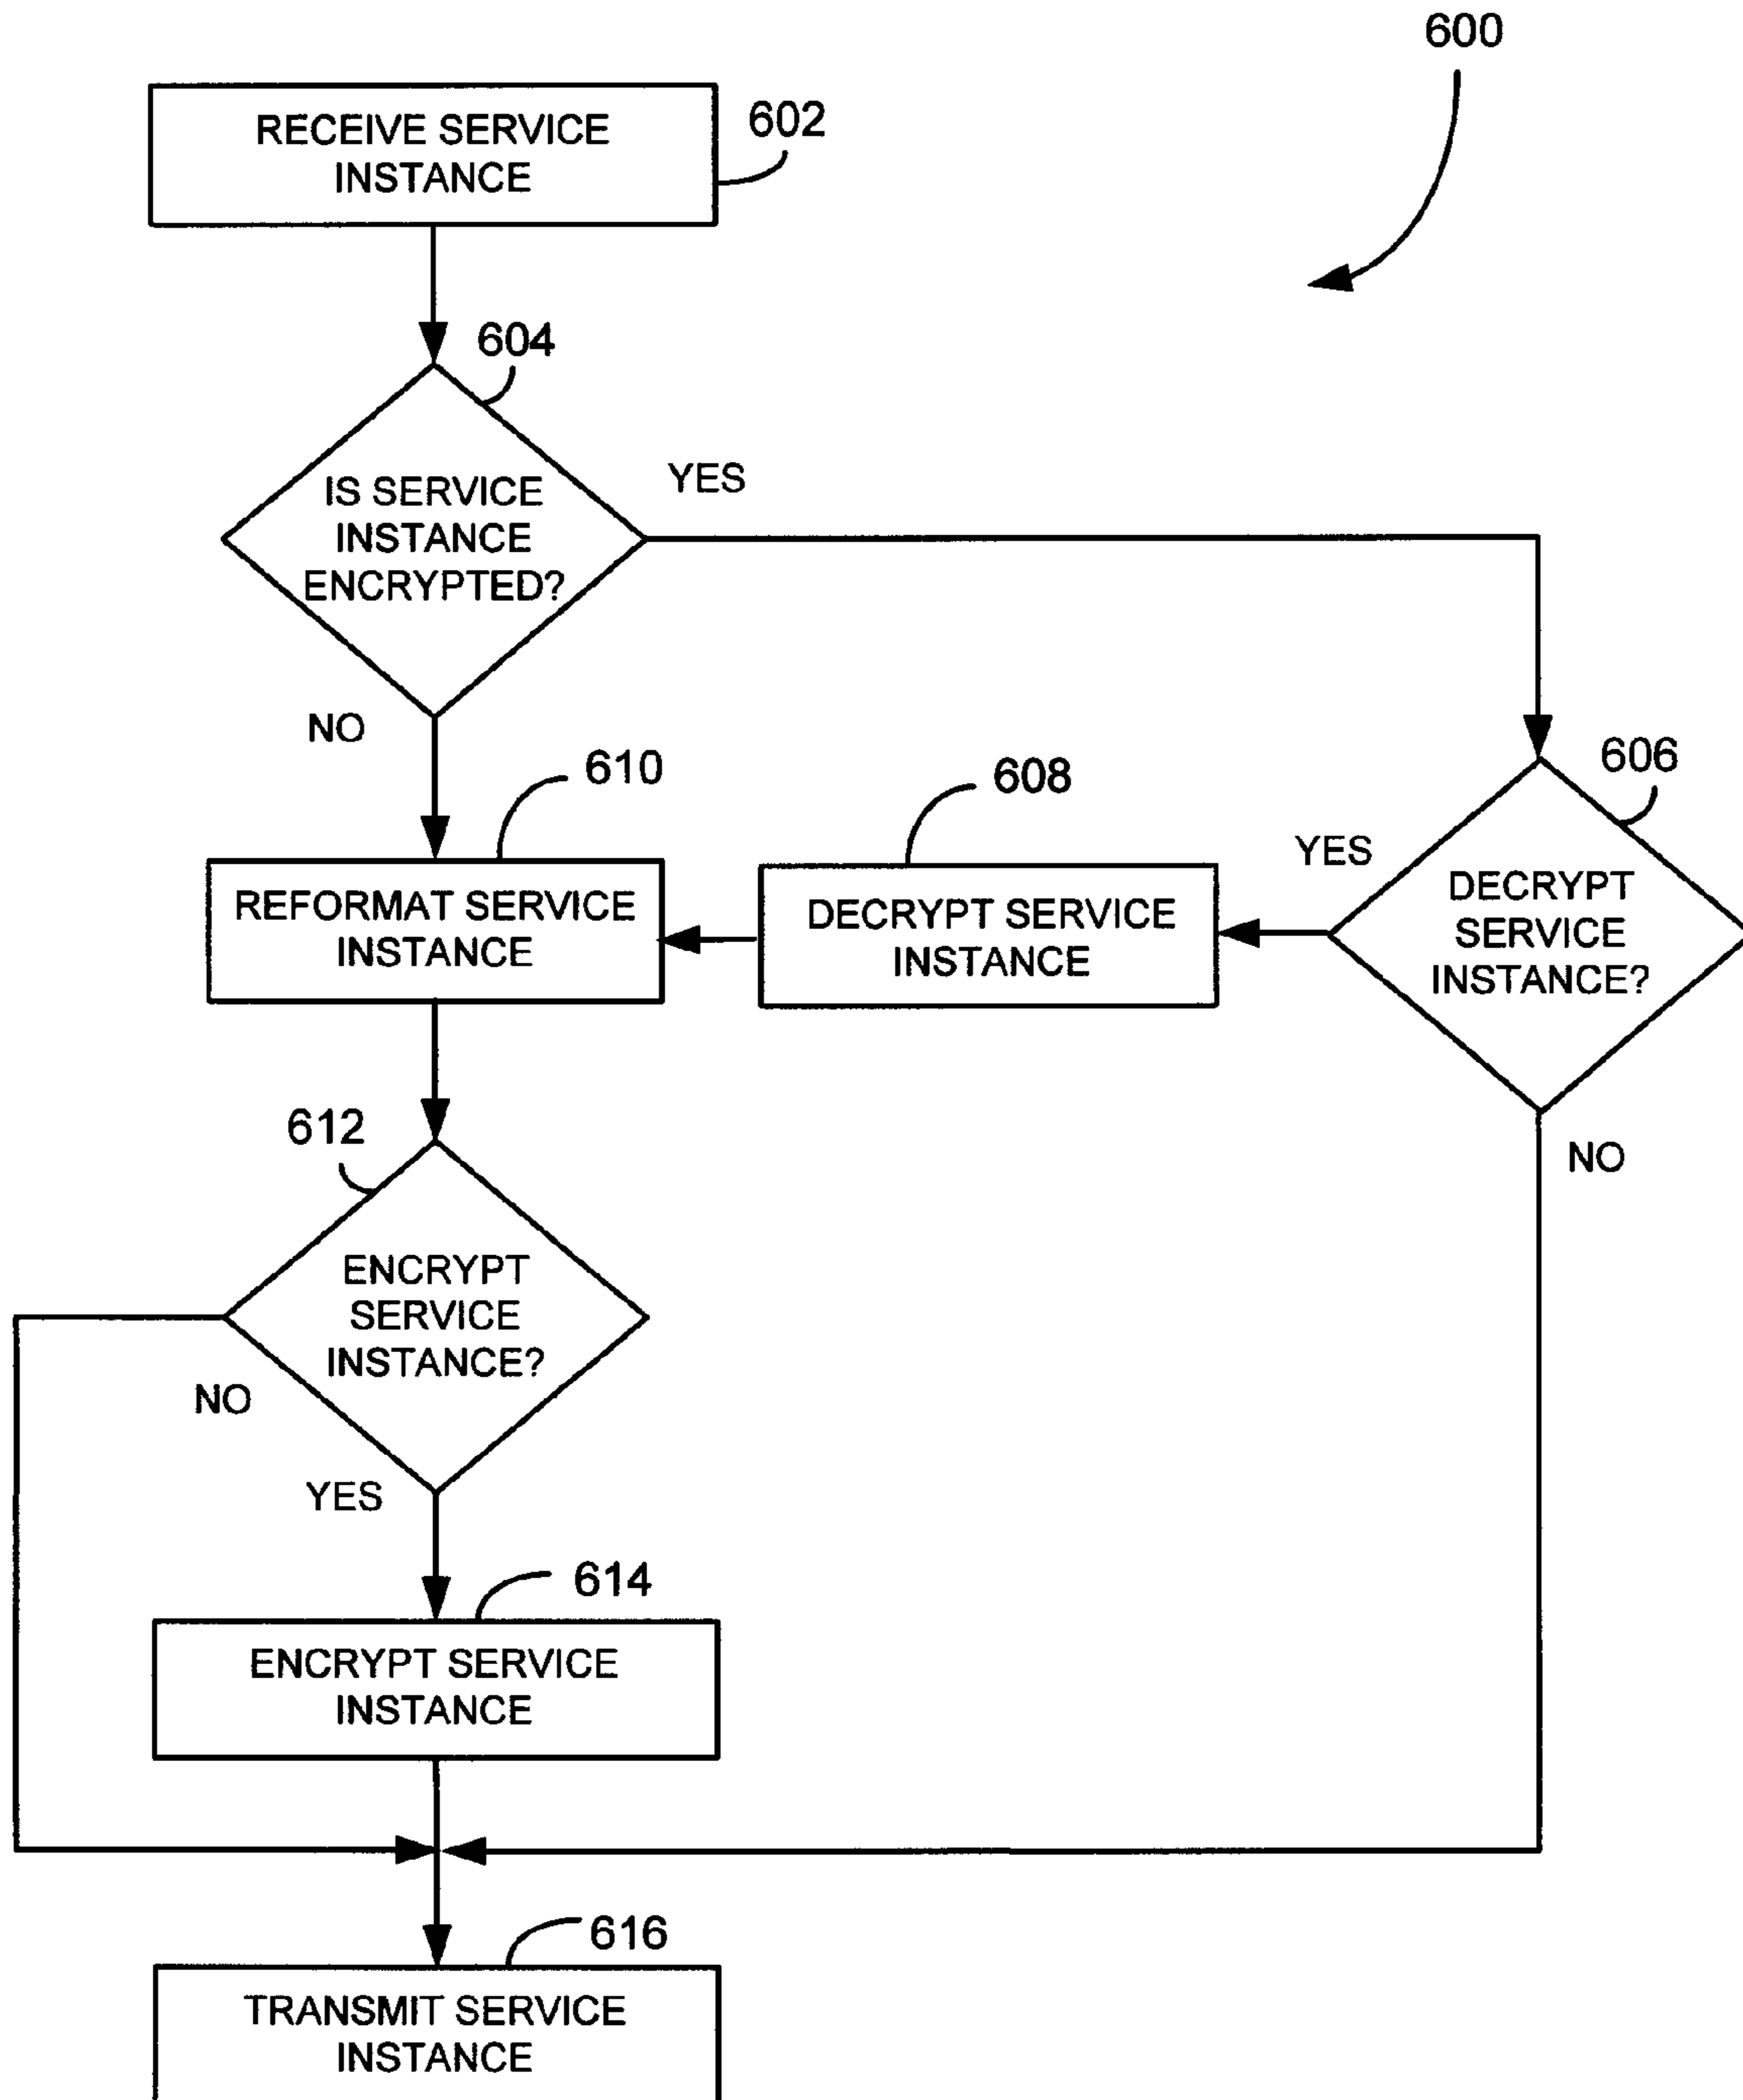 600
RECEIVE SERVICE
INSTANCE
602
604
IS SERVICE
INSTANCE
ENCRYPTED?
YES
NO
606
DECRYPT
SERVICE
INSTANCE?
YES
NO
608
DECRYPT SERVICE
INSTANCE
610
REFORMAT SERVICE
INSTANCE
612
ENCRYPT
SERVICE
INSTANCE?
NO
YES
614
ENCRYPT SERVICE
INSTANCE
616
TRANSMIT SERVICE
INSTANCE